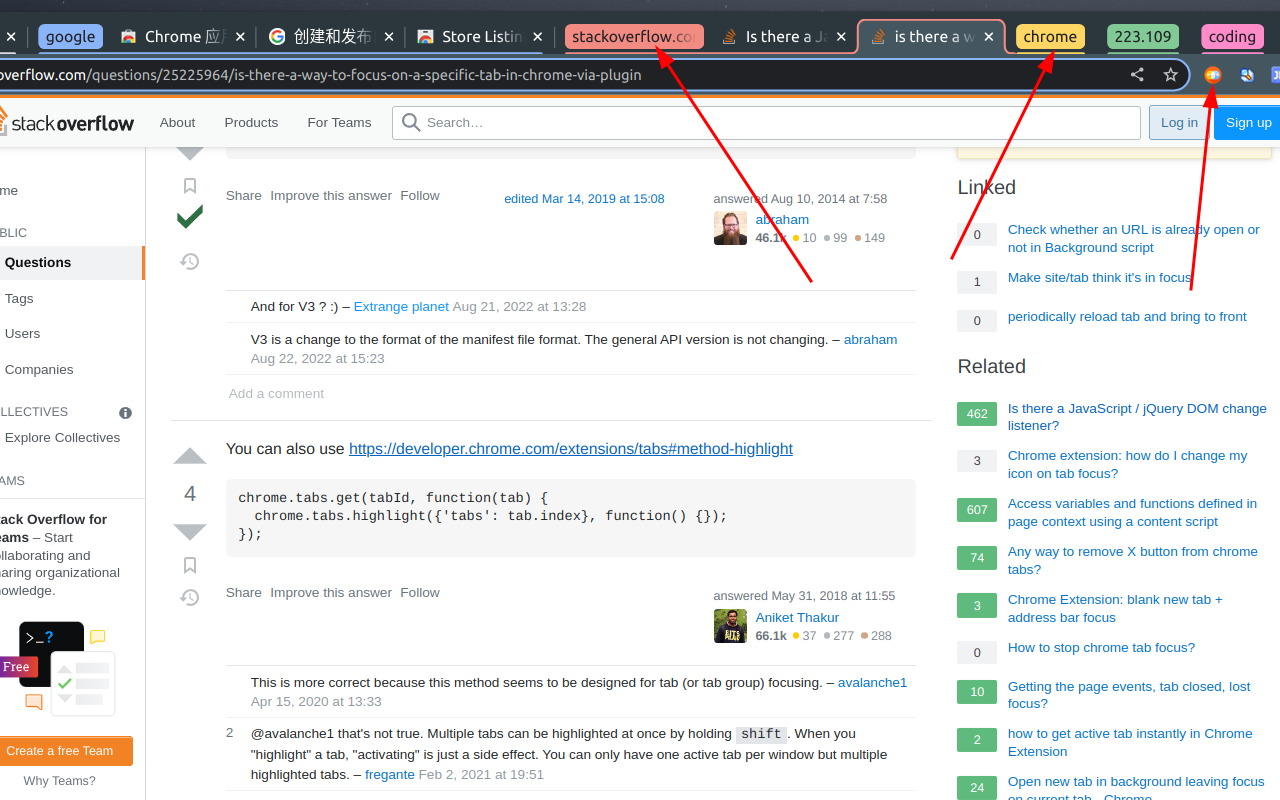 google
Chrome 应
创建和发布
Store Listin
stackoverflow.co
Is there a Ja
is there a w
chrome
223.109
coding
overflow.com/questions/25225964/is-there-a-way-to-focus-on-a-specific-tab-in-chrome-via-plugin
stackoverflow
About
Products
For Teams
Search…
Log in
Sign up
me
BLIC
Questions
Tags
Users
Companies
LLECTIVES
Explore Collectives
AMS
tack Overflow for
eams – Start
ollaborating and
haring organizational
nowledge.
>_?
Free
Create a free Team
Why Teams?
Share Improve this answer Follow
edited Mar 14, 2019 at 15:08
answered Aug 10, 2014 at 7:58
abraham
46.1k 10 99 149
And for V3 ? :) – Extrange planet Aug 21, 2022 at 13:28
V3 is a change to the format of the manifest file format. The general API version is not changing. – abraham
Aug 22, 2022 at 15:23
Add a comment
4
You can also use https://developer.chrome.com/extensions/tabs#method-highlight
chrome.tabs.get(tabId, function(tab) {
  chrome.tabs.highlight({'tabs': tab.index}, function() {});
});
Share Improve this answer Follow
answered May 31, 2018 at 11:55
Aniket Thakur
66.1k 37 277 288
This is more correct because this method seems to be designed for tab (or tab group) focusing. – avalanche1
Apr 15, 2020 at 13:33
2 @avalanche1 that's not true. Multiple tabs can be highlighted at once by holding shift . When you
"highlight" a tab, "activating" is just a side effect. You can only have one active tab per window but multiple
highlighted tabs. – fregante Feb 2, 2021 at 19:51
Linked
0 Check whether an URL is already open or
not in Background script
1 Make site/tab think it's in focus
0 periodically reload tab and bring to front
Related
462 Is there a JavaScript / jQuery DOM change
listener?
3 Chrome extension: how do I change my
icon on tab focus?
607 Access variables and functions defined in
page context using a content script
74 Any way to remove X button from chrome
tabs?
3 Chrome Extension: blank new tab +
address bar focus
0 How to stop chrome tab focus?
10 Getting the page events, tab closed, lost
focus?
2 how to get active tab instantly in Chrome
Extension
24 Open new tab in background leaving focus
on current tab - Chrome